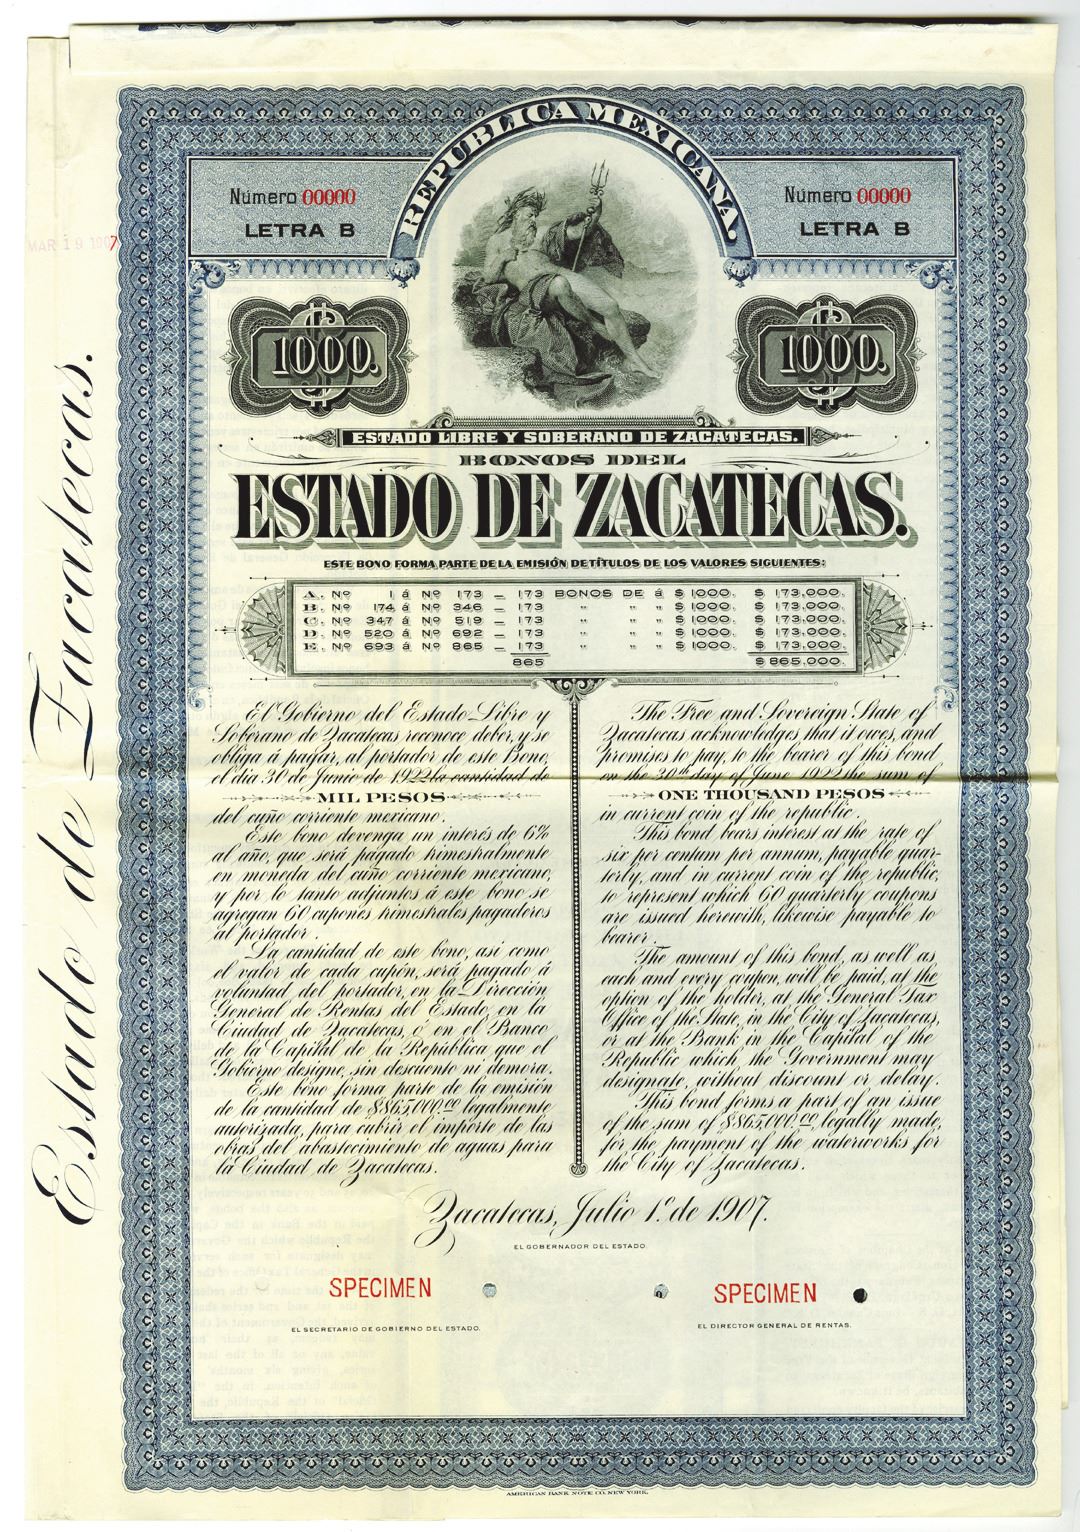 REPUBLICA MEXICANA.
Número 00000
LETRA B
Número 00000
LETRA B
MAR 19 1907
$ 1000.
$ 1000.
ESTADO LIBRE Y SOBERANO DE ZACATECAS.
BONOS DEL
ESTADO DE ZACATECAS.
ESTE BONO FORMA PARTE DE LA EMISIÓN DE TÍTULOS DE LOS VALORES SIGUIENTES:
A. Nº 1 á Nº 173 — 173 BONOS DE á $ 1000. $ 173,000.
B. Nº 174 á Nº 346 — 173 " " " $ 1000. $ 173,000.
C. Nº 347 á Nº 519 — 173 " " " $ 1000. $ 173,000.
D. Nº 520 á Nº 692 — 173 " " " $ 1000. $ 173,000.
E. Nº 693 á Nº 865 — 173 " " " $ 1000. $ 173,000.
865 $ 865,000.
El Gobierno del Estado Libre y
Soberano de Zacatecas reconoce deber, y se
obliga á pagar, al portador de este Bono,
el día 30 de Junio de 1922 la cantidad de
MIL PESOS
del cuño corriente mexicano.
Este bono devenga un interés de 6%
al año, que será pagado trimestralmente
en moneda del cuño corriente mexicano,
y por lo tanto adjuntos á este bono se
agregan 60 cupones trimestrales pagaderos
al portador.
La cantidad de este bono, asi como
el valor de cada cupón, será pagado á
voluntad del portador, en la Dirección
General de Rentas del Estado, en la
Ciudad de Zacatecas, ó en el Banco
de la Capital de la República que el
Gobierno designe, sin descuento ni demora.
Este bono forma parte de la emisión
de la cantidad de $865,000.00 legalmente
autorizada, para cubrir el importe de las
obras del abastecimiento de aguas para
la Ciudad de Zacatecas.
The Free and Sovereign State of
Zacatecas acknowledges that it owes, and
promises to pay, to the bearer of this bond
on the 30th day of June 1922 the sum of
ONE THOUSAND PESOS
in current coin of the republic.
This bond bears interest at the rate of
six per centum per annum, payable quar-
terly, and in current coin of the republic,
to represent which 60 quarterly coupons
are issued herewith, likewise payable to
bearer.
The amount of this bond, as well as
each and every coupon, will be paid, at the
option of the holder, at the General Tax
Office of the State, in the City of Zacatecas,
or at the Bank in the Capital of the
Republic which the Government may
designate, without discount or delay.
This bond forms a part of an issue
of the sum of $865,000.00, legally made,
for the payment of the waterworks for
the City of Zacatecas.
Zacatecas, Julio 1º de 1907.
EL GOBERNADOR DEL ESTADO.
SPECIMEN
SPECIMEN
EL SECRETARIO DE GOBIERNO DEL ESTADO.
EL DIRECTOR GENERAL DE RENTAS.
AMERICAN BANK NOTE CO. NEW YORK.
Estado de Zacatecas.